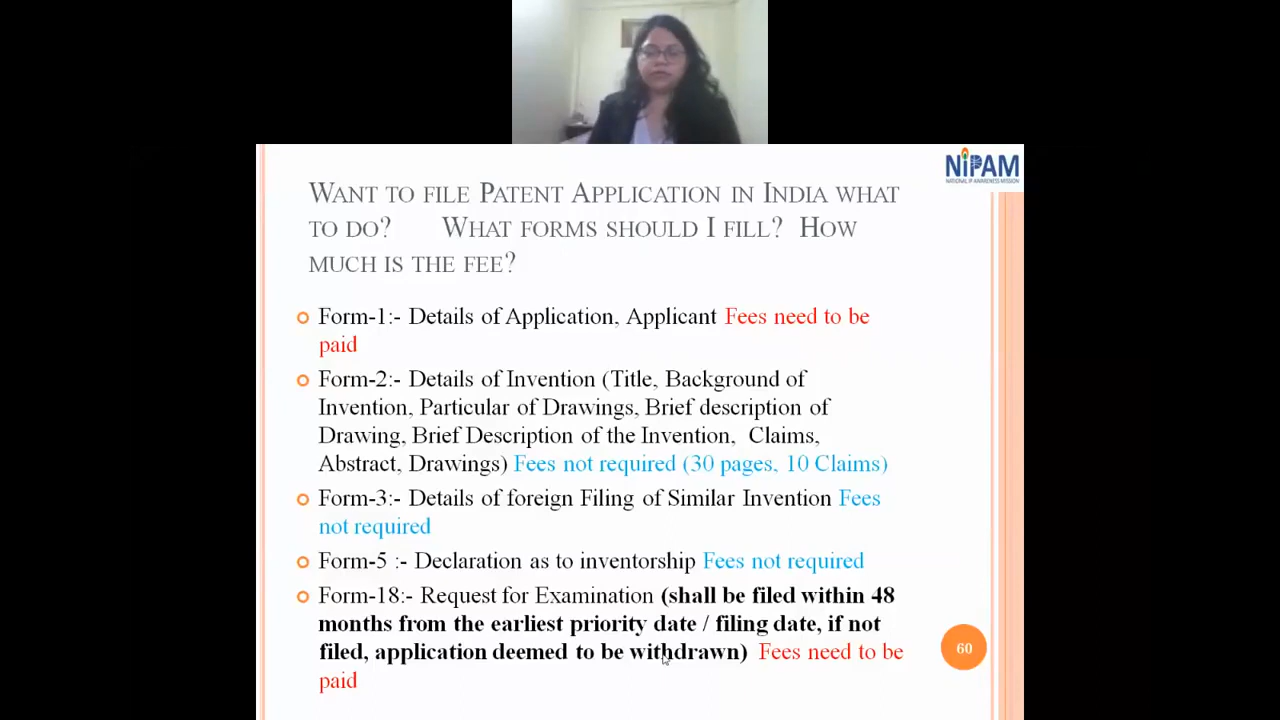 NIPAM
NATIONAL IP AWARENESS MISSION
WANT TO FILE PATENT APPLICATION IN INDIA WHAT
TO DO? WHAT FORMS SHOULD I FILL? HOW
MUCH IS THE FEE?
Form-1:- Details of Application, Applicant Fees need to be
paid
Form-2:- Details of Invention (Title, Background of
Invention, Particular of Drawings, Brief description of
Drawing, Brief Description of the Invention, Claims,
Abstract, Drawings) Fees not required (30 pages, 10 Claims)
Form-3:- Details of foreign Filing of Similar Invention Fees
not required
Form-5 :- Declaration as to inventorship Fees not required
Form-18:- Request for Examination (shall be filed within 48
months from the earliest priority date / filing date, if not
filed, application deemed to be withdrawn) Fees need to be
paid
60